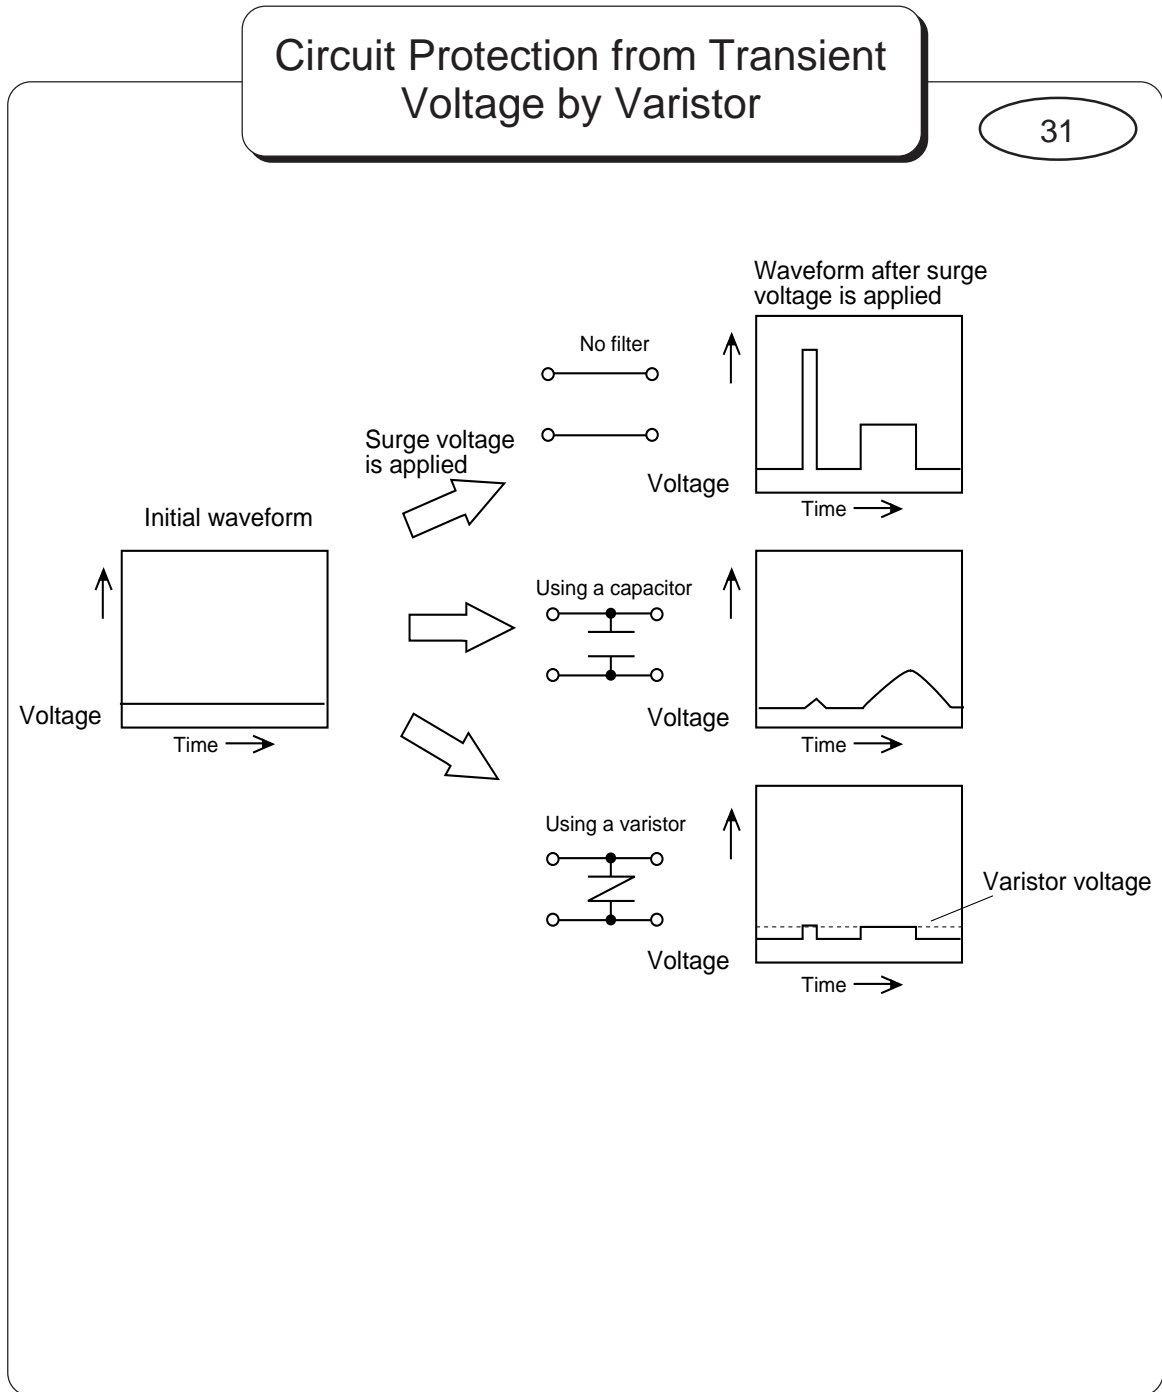 Circuit Protection from Transient
Voltage by Varistor
31
Waveform after surge
voltage is applied
No filter
Surge voltage
is applied
Voltage
Time
Initial waveform
Voltage
Time
Using a capacitor
Voltage
Time
Using a varistor
Varistor voltage
Voltage
Time